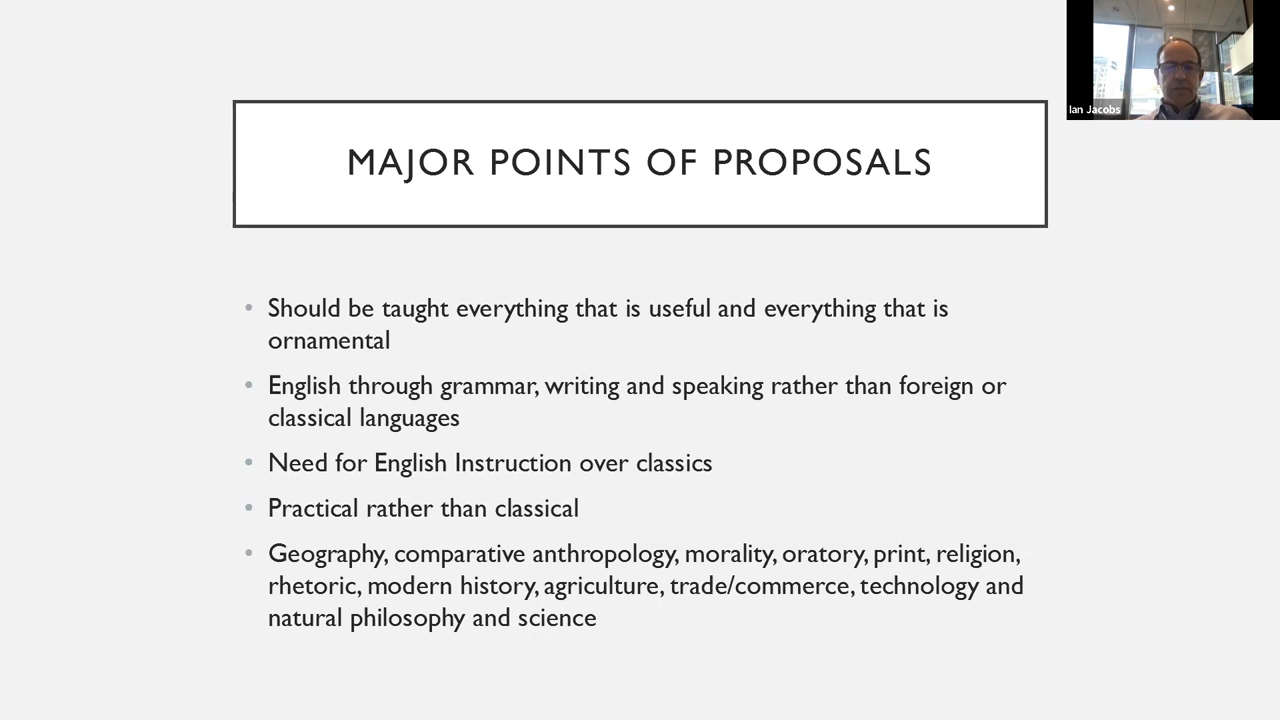 Ian Jacobs
MAJOR POINTS OF PROPOSALS
• Should be taught everything that is useful and everything that is
ornamental
• English through grammar, writing and speaking rather than foreign or
classical languages
• Need for English Instruction over classics
• Practical rather than classical
• Geography, comparative anthropology, morality, oratory, print, religion,
rhetoric, modern history, agriculture, trade/commerce, technology and
natural philosophy and science